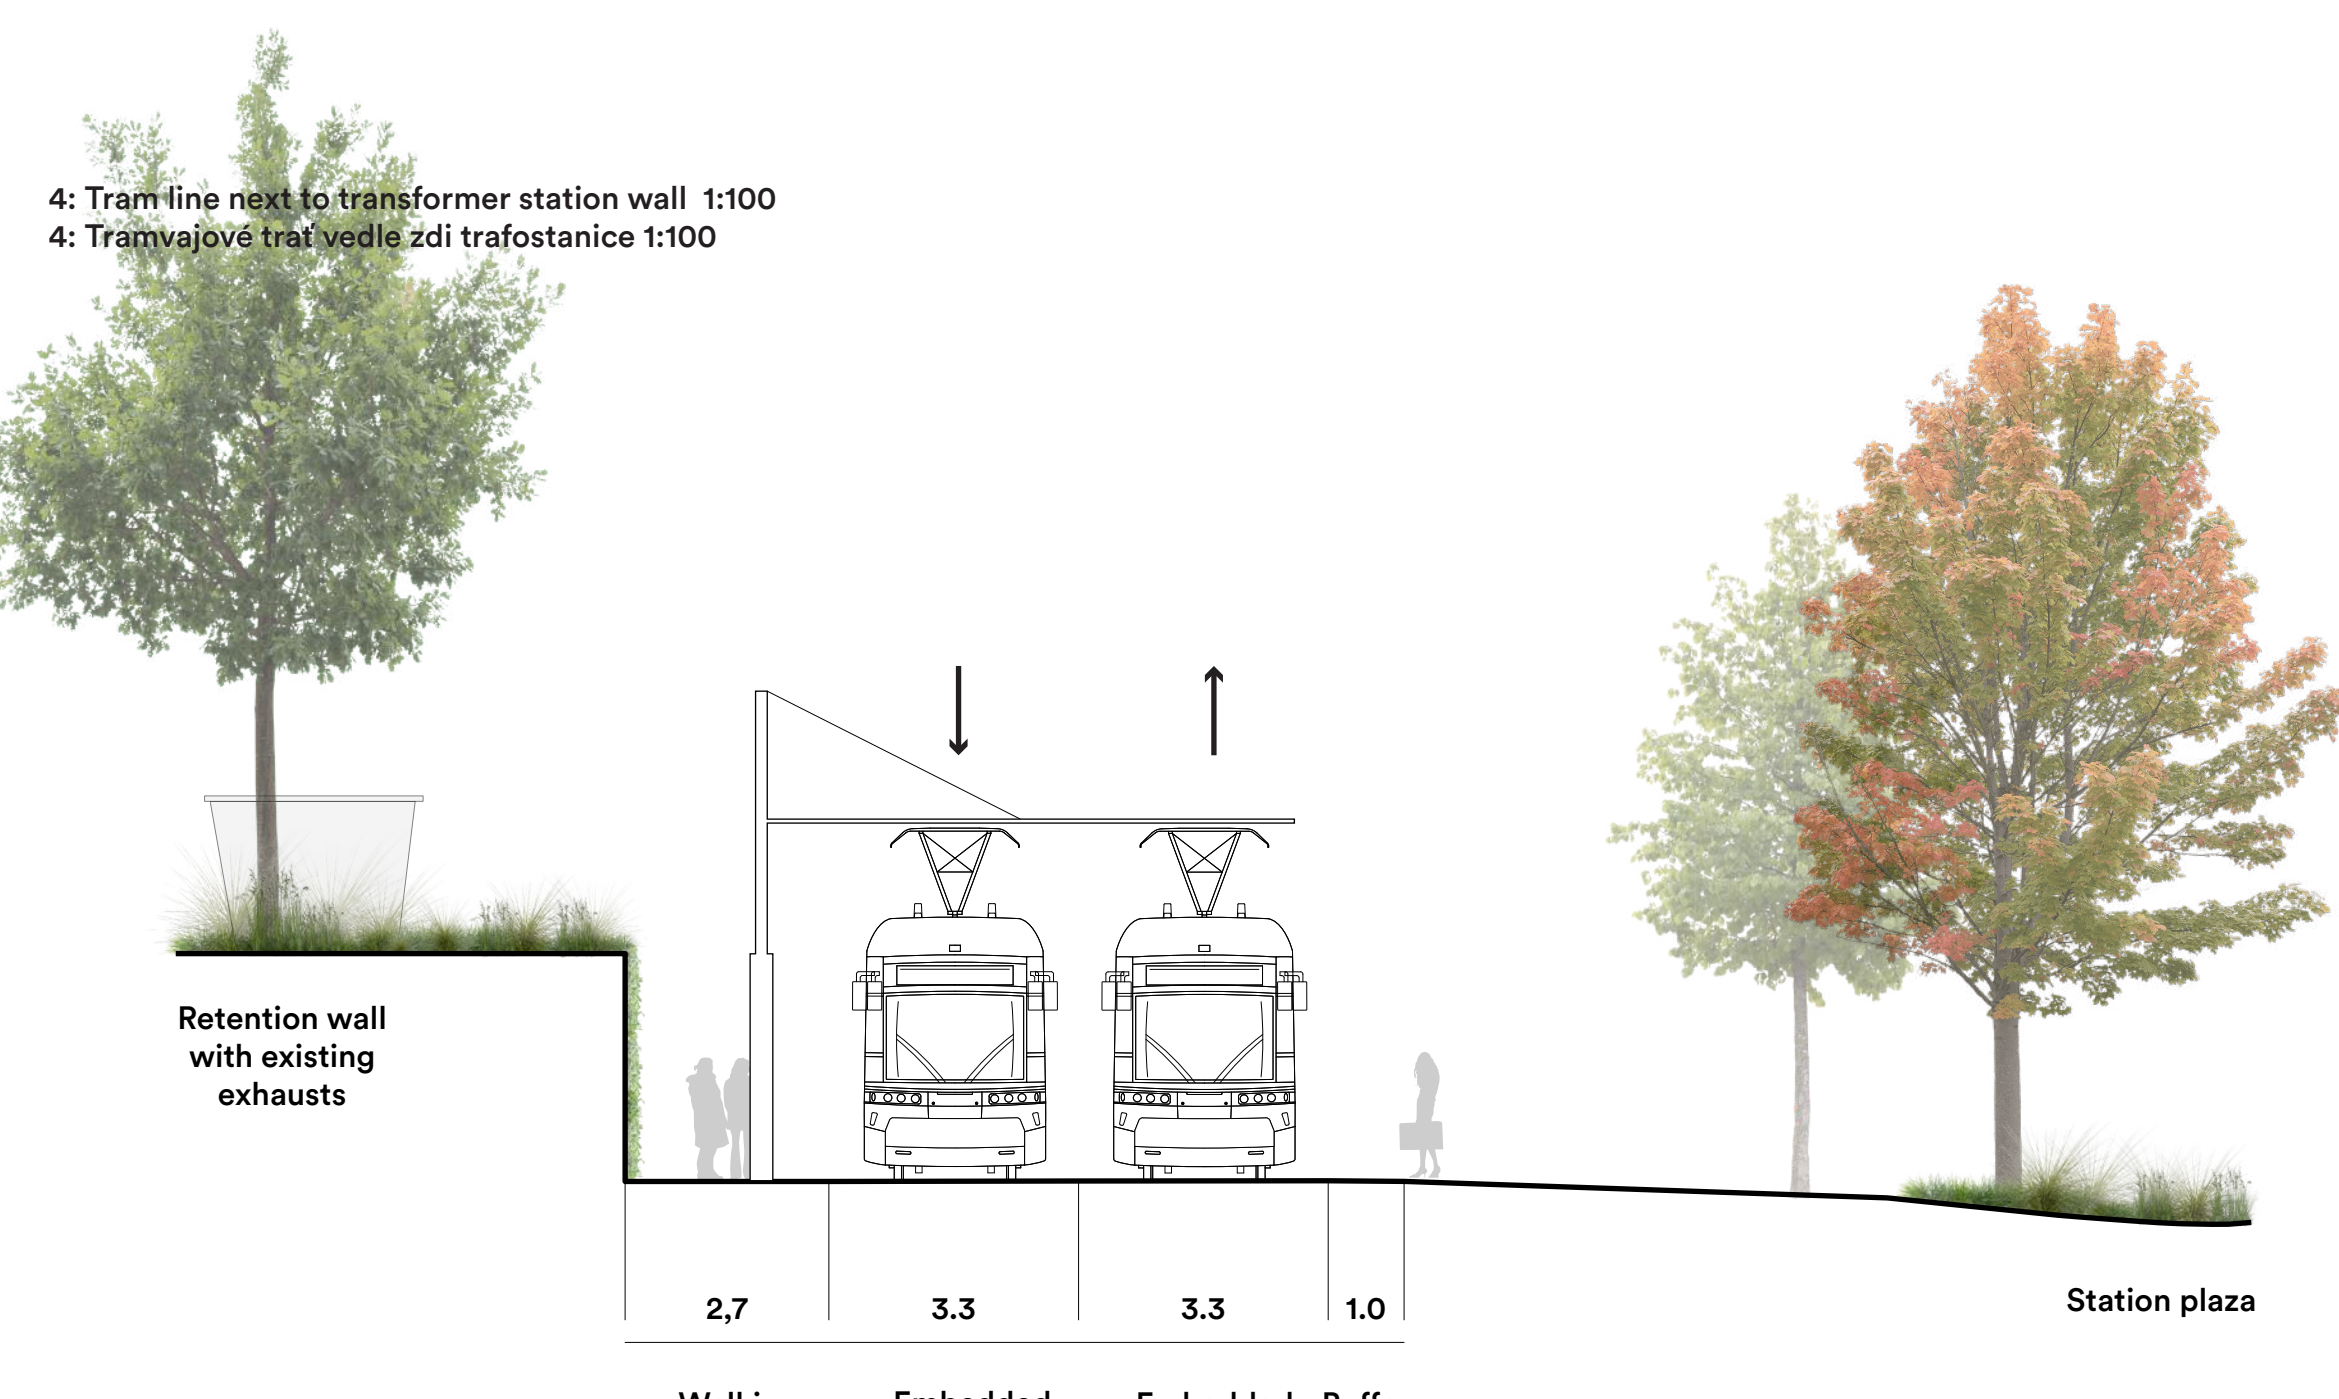 4: Tram line next to transformer station wall 1:100
4: Tramvajové trať vedle zdi trafostanice 1:100
Retention wall
with existing
exhausts
2,7 3.3 3.3 1.0
Station plaza
Embedded